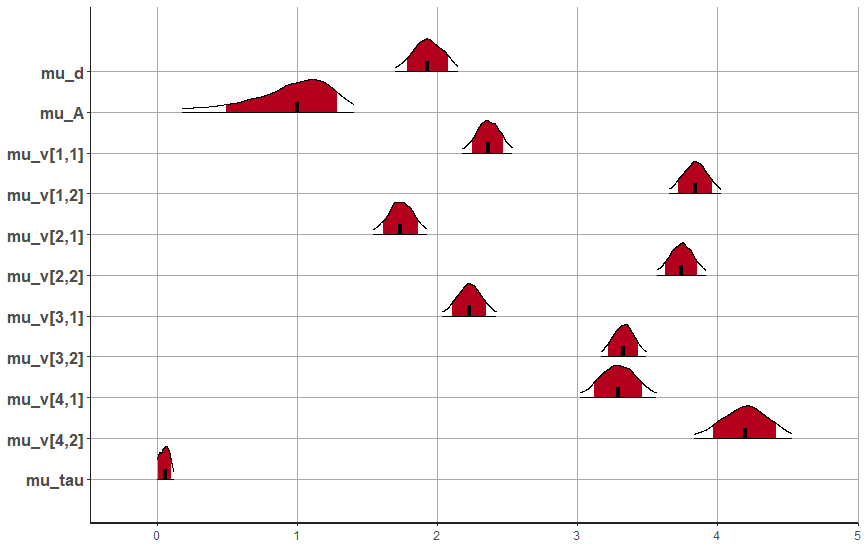 mu_d
mu_A
mu_v[1,1]
mu_v[1,2]
mu_v[2,1]
mu_v[2,2]
mu_v[3,1]
mu_v[3,2]
mu_v[4,1]
mu_v[4,2]
mu_tau
0 1 2 3 4 5